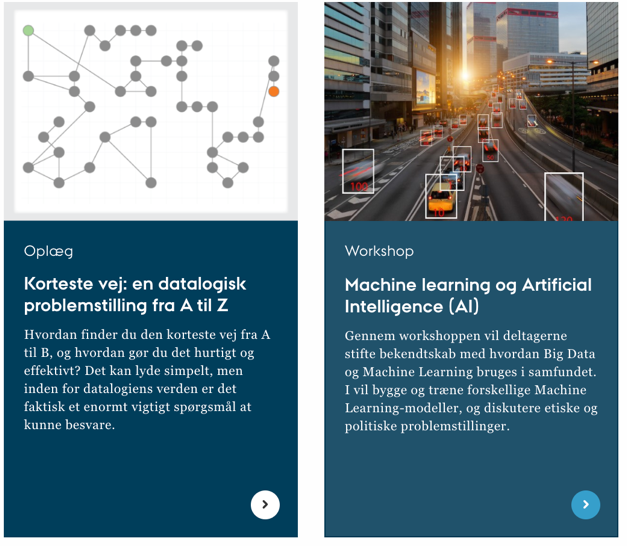 Oplæg
Korteste vej: en datalogisk
problemstilling fra A til Z
Hvordan finder du den korteste vej fra A
til B, og hvordan gør du det hurtigt og
effektivt? Det kan lyde simpelt, men
inden for datalogiens verden er det
faktisk et enormt vigtigt spørgsmål at
kunne besvare.
100
10
Workshop
Machine learning og Artificial
Intelligence (AI)
Gennem workshoppen vil deltagerne
stifte bekendtskab med hvordan Big Data
og Machine Learning bruges i samfundet.
I vil bygge og træne forskellige Machine
Learning-modeller, og diskutere etiske og
politiske problemstillinger.